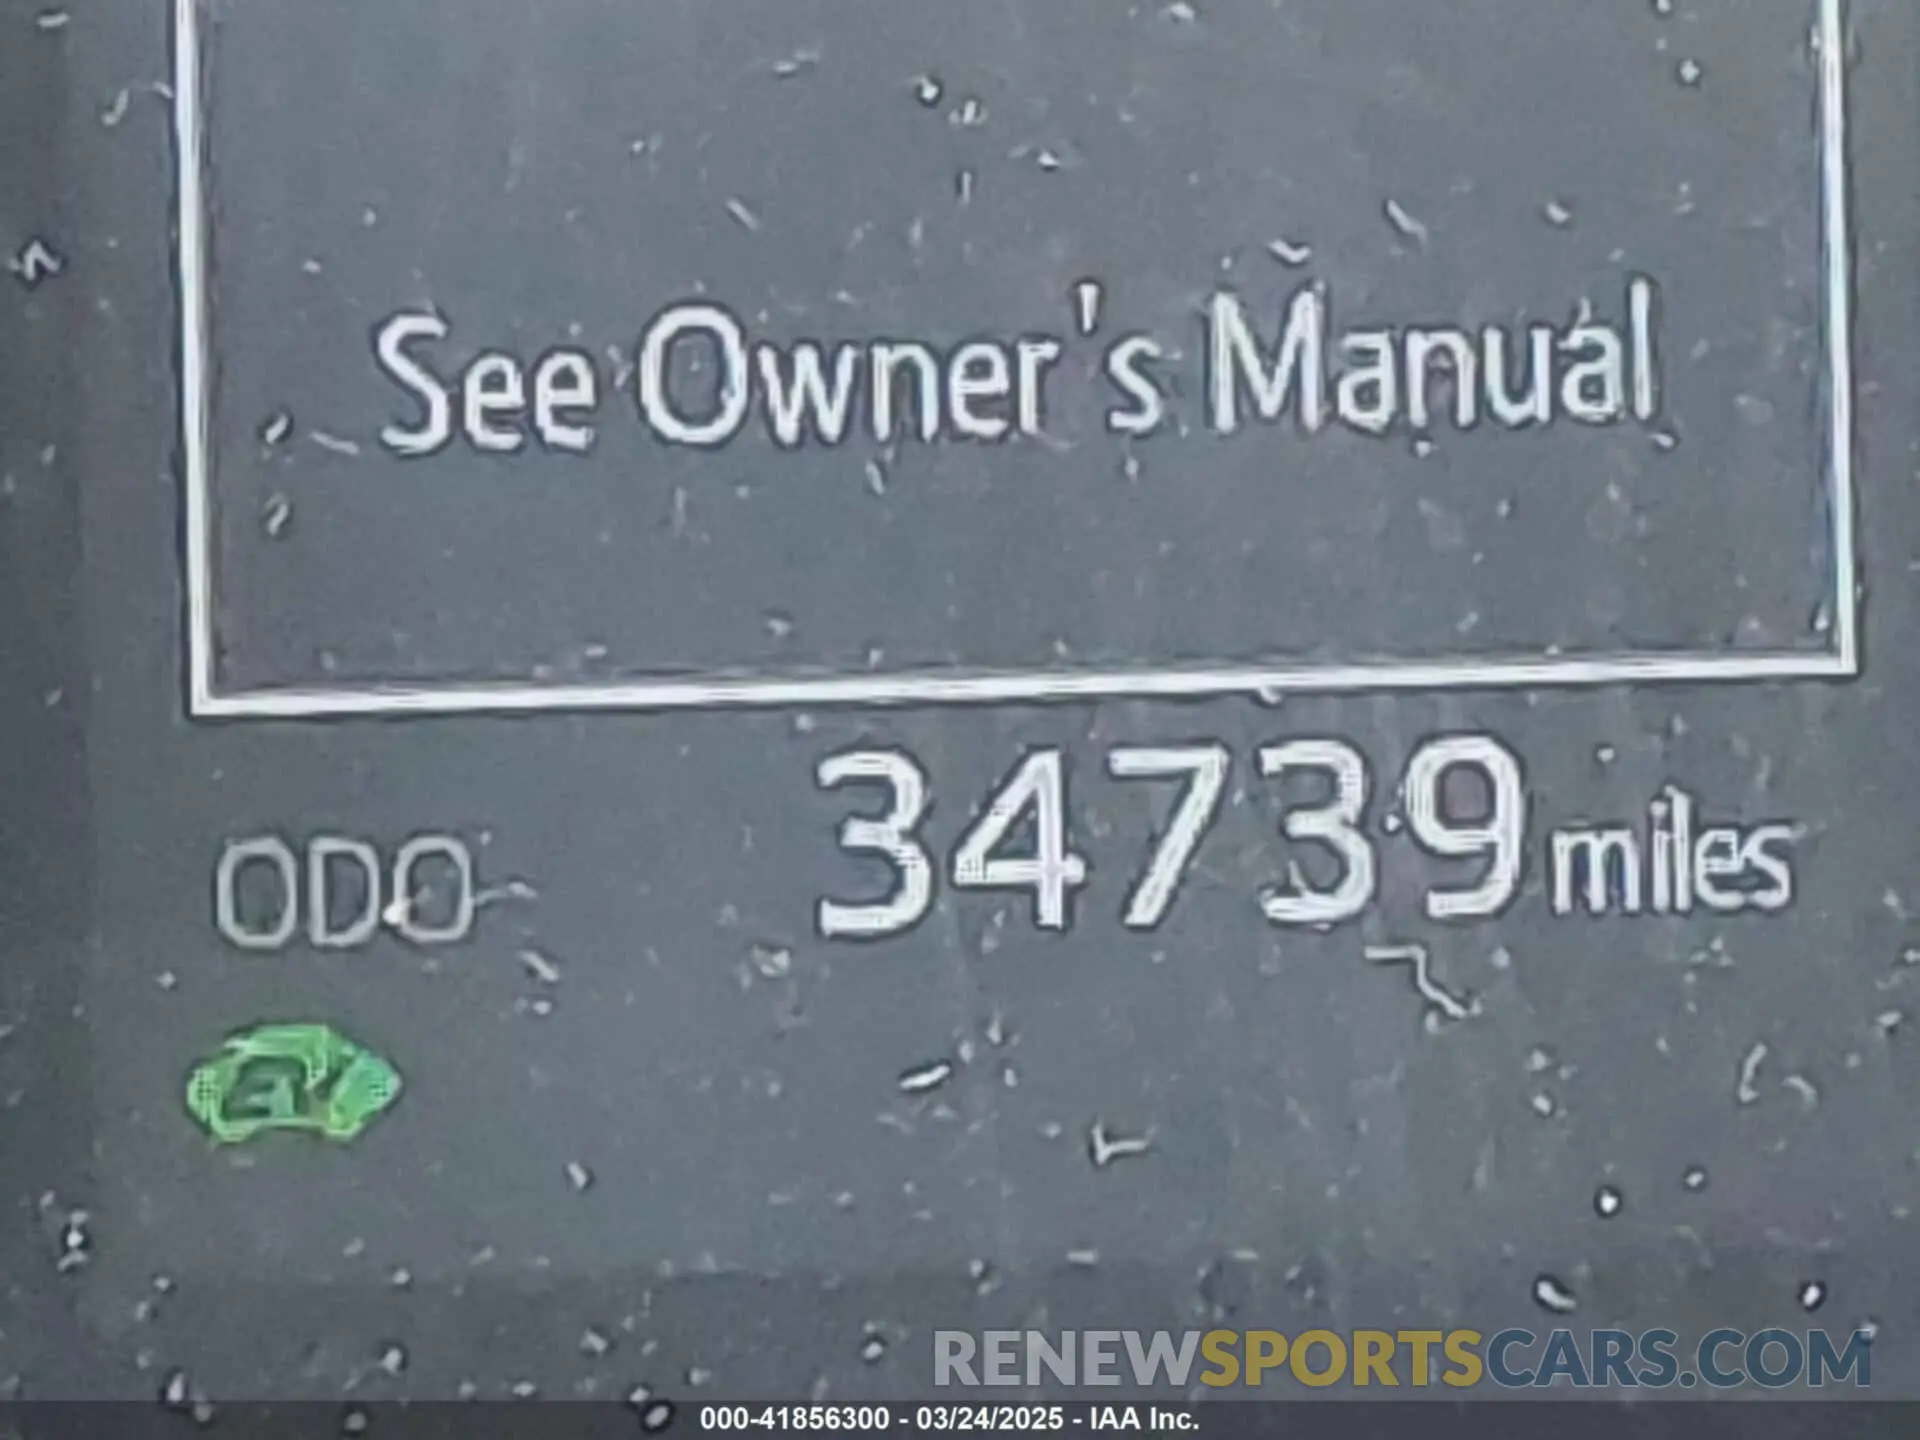 See Owner's Manual
ODO 34739 miles
EV
RENEWSPORTSCARS.COM
000-41856300 - 03/24/2025 - IAA Inc.